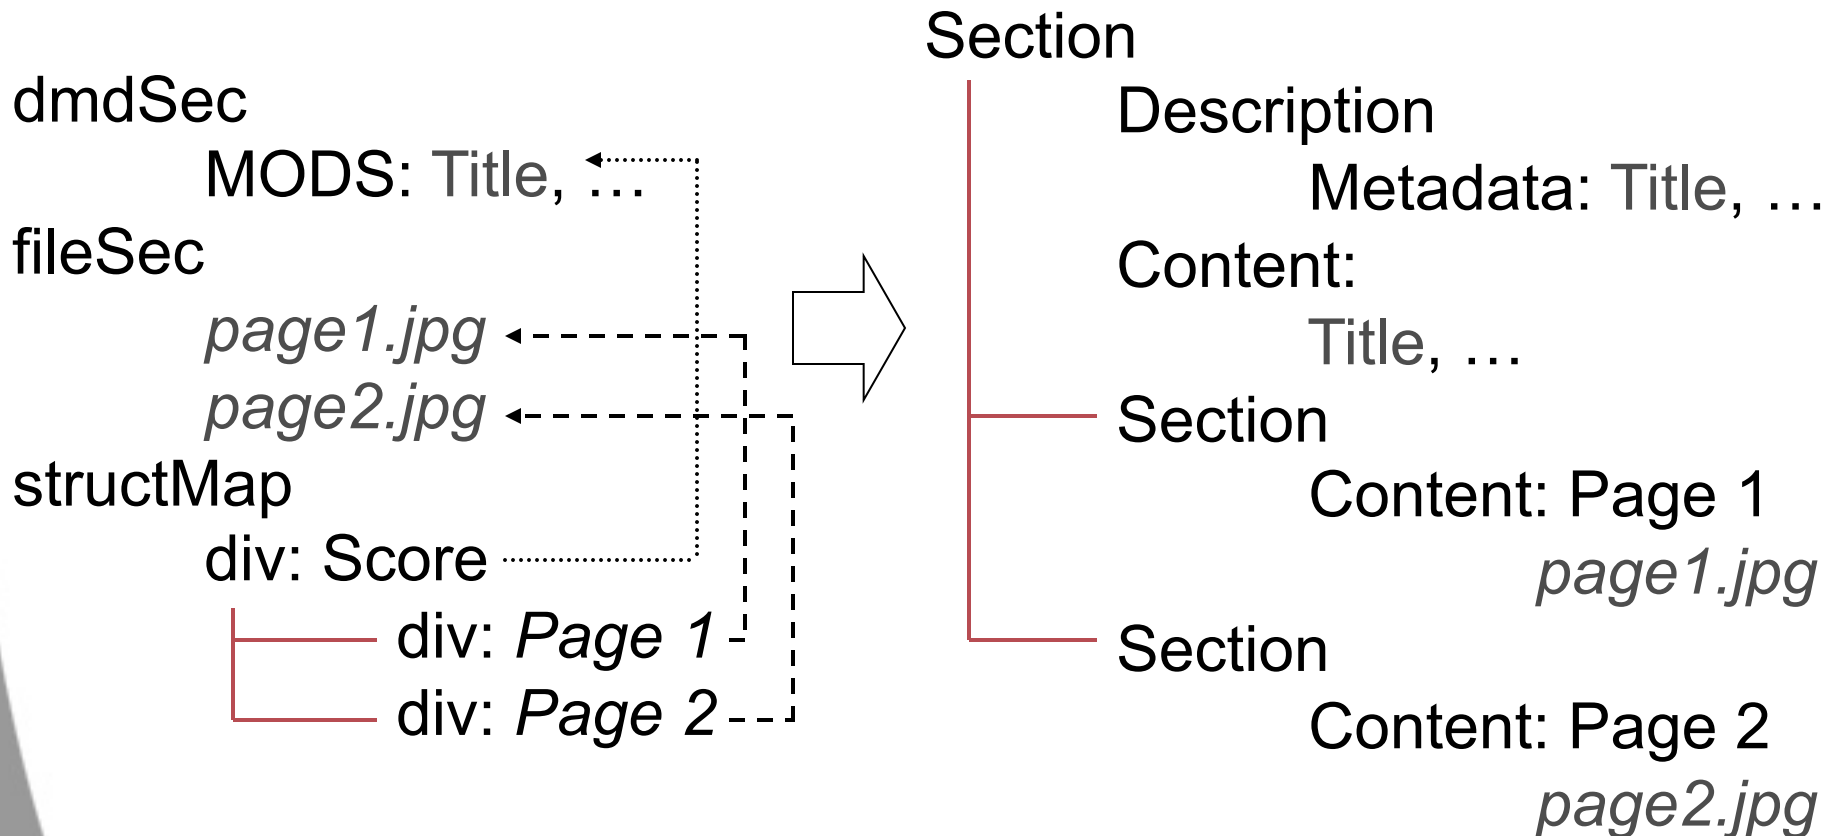 dmdSec
MODS: Title, …
fileSec
page1.jpg
page2.jpg
structMap
div: Score
div: Page 1
div: Page 2
Section
Description
Metadata: Title, …
Content:
Title, …
Section
Content: Page 1
page1.jpg
Section
Content: Page 2
page2.jpg